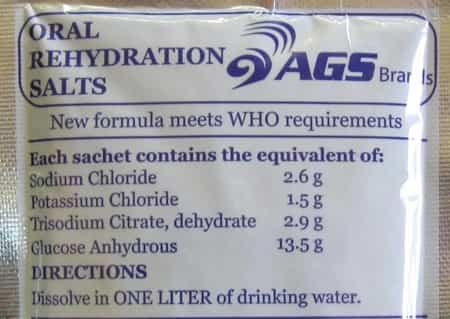 ORAL
REHYDRATION
SALTS
AGS Brands
New formula meets WHO requirements
Each sachet contains the equivalent of:
Sodium Chloride 2.6 g
Potassium Chloride 1.5 g
Trisodium Citrate, dehydrate 2.9 g
Glucose Anhydrous 13.5 g
DIRECTIONS
Dissolve in ONE LITER of drinking water.